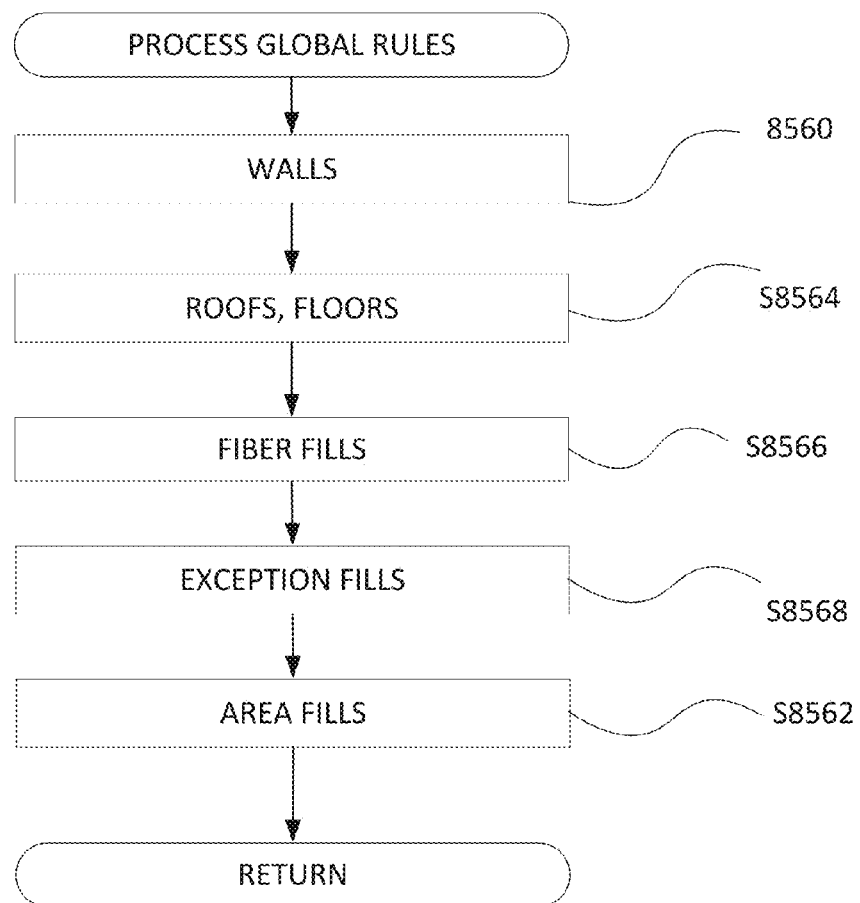 PROCESS GLOBAL RULES
8560
WALLS
S8564
ROOFS, FLOORS
FIBER FILLS
S8566
EXCEPTION FILLS
S8568
AREA FILLS
S8562
RETURN